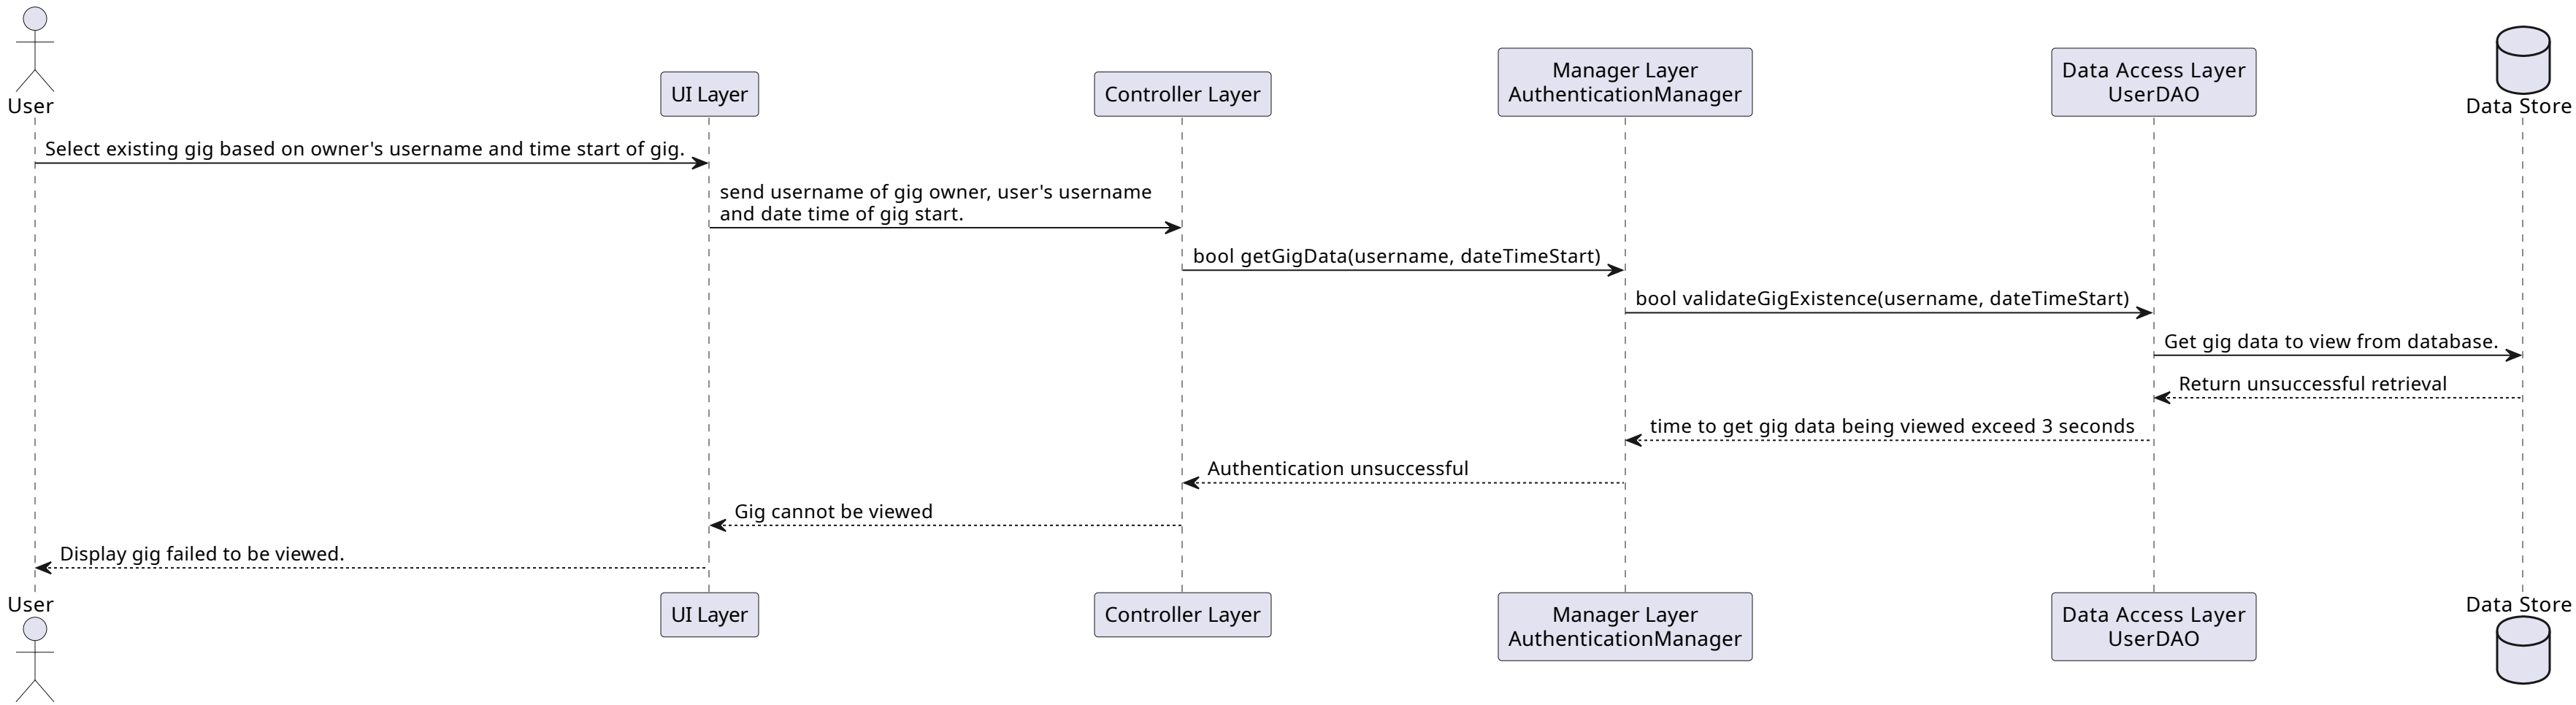 User
UI Layer
Controller Layer
Manager Layer
AuthenticationManager
Data Access Layer
UserDAO
Data Store
Select existing gig based on owner's username and time start of gig.
send username of gig owner, user's username
and date time of gig start.
bool getGigData(username, dateTimeStart)
bool validateGigExistence(username, dateTimeStart)
Get gig data to view from database.
Return unsuccessful retrieval
time to get gig data being viewed exceed 3 seconds
Authentication unsuccessful
Gig cannot be viewed
Display gig failed to be viewed.
User
UI Layer
Controller Layer
Manager Layer
AuthenticationManager
Data Access Layer
UserDAO
Data Store